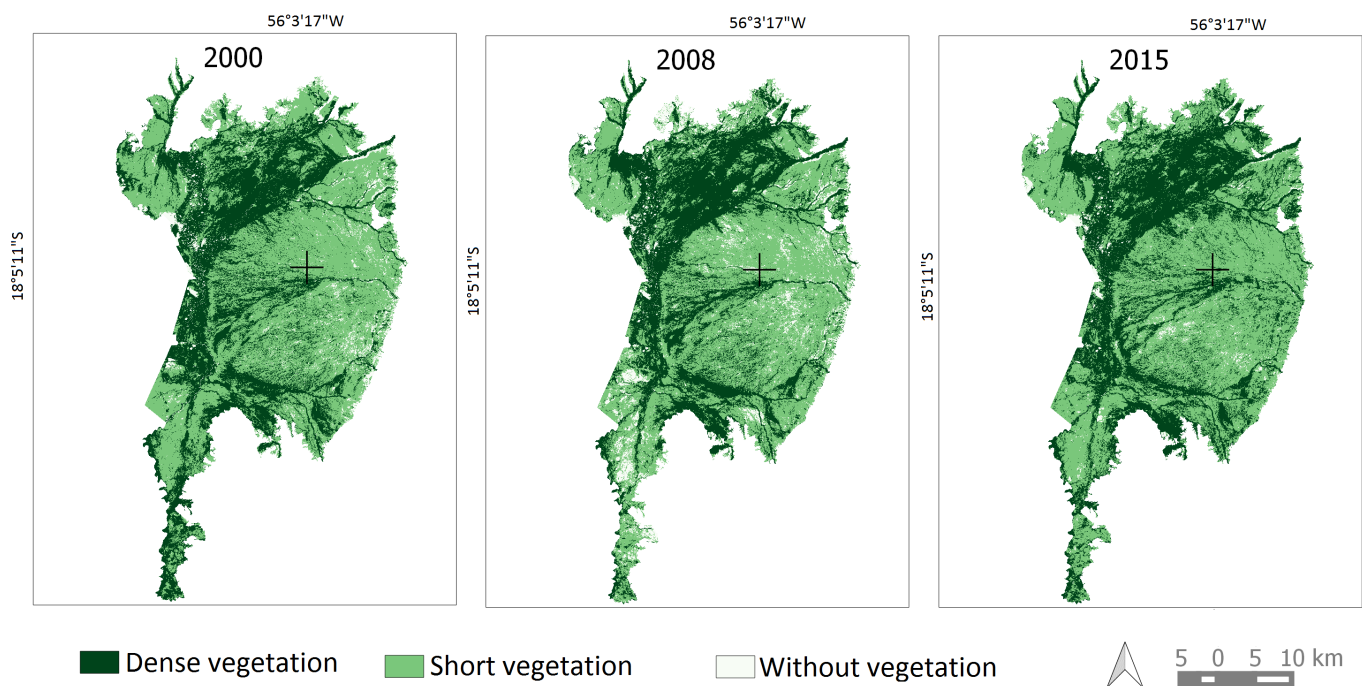 56°3'17"W
56°3'17"W
56°3'17"W
2000
2008
2015
18°5'11"S
18°5'11"S
18°5'11"S
Dense vegetation
Short vegetation
Without vegetation
5 0 5 10 km